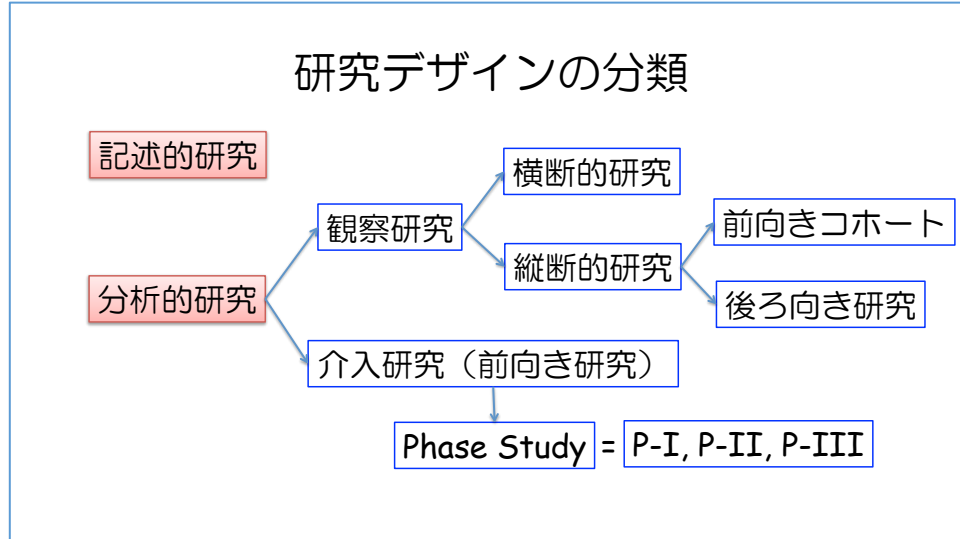 研究デザインの分類
記述的研究
横断的研究
観察研究
前向きコホート
縦断的研究
分析的研究
後ろ向き研究
介入研究（前向き研究）
Phase Study = P-I, P-II, P-III